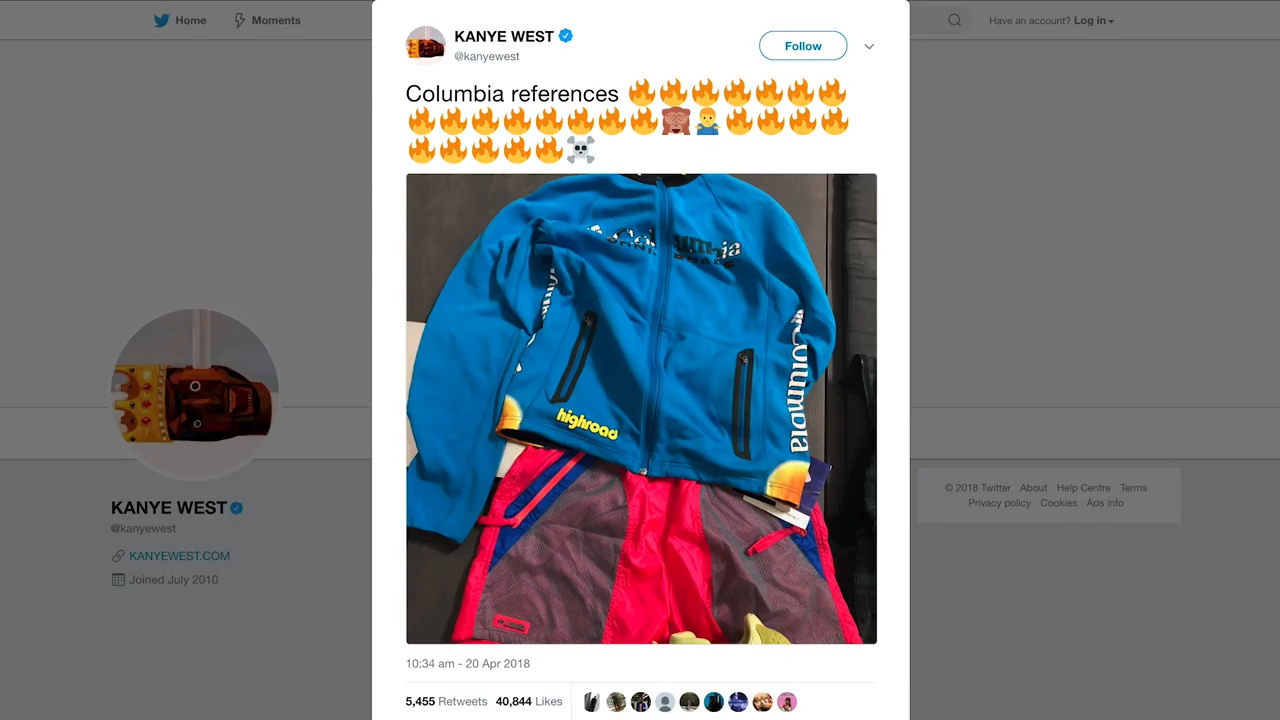 Home
Moments
Have an account? Log in
KANYE WEST
@kanyewest
Follow
Columbia references 🔥🔥🔥🔥🔥🔥🔥
🔥🔥🔥🔥🔥🔥🔥🔥🙈🤷‍♂️🔥🔥🔥🔥
🔥🔥🔥🔥🔥☠️
Columbia
highroad
10:34 am - 20 Apr 2018
5,455 Retweets 40,844 Likes
KANYE WEST
@kanyewest
KANYEWEST.COM
Joined July 2010
© 2018 Twitter About Help Centre Terms
Privacy policy Cookies Ads info